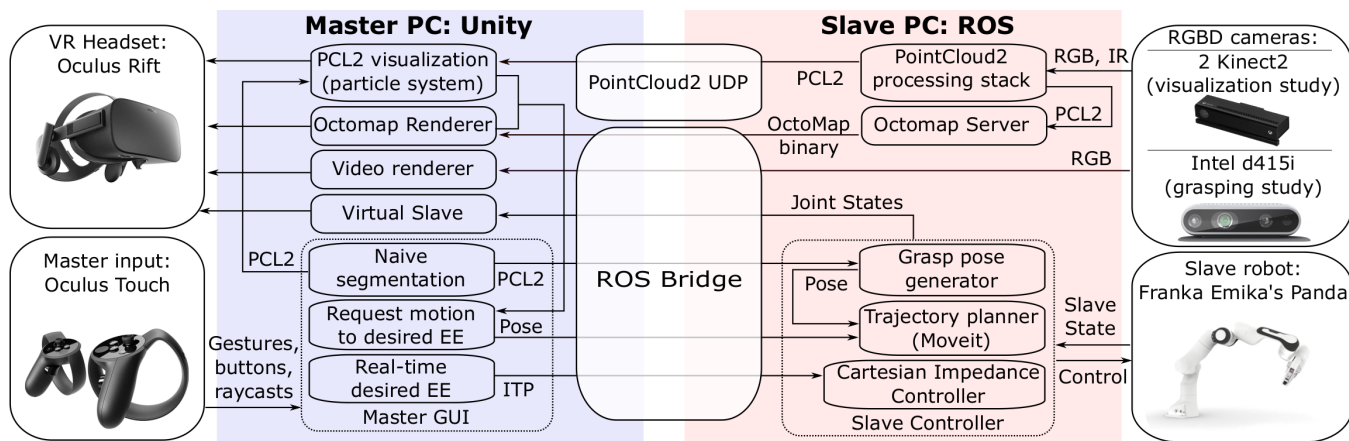 Master PC: Unity
Slave PC: ROS
VR Headset:
Oculus Rift
Master input:
Oculus Touch
PCL2 visualization
(particle system)
Octomap Renderer
Video renderer
Virtual Slave
Naive
segmentation
Request motion
to desired EE
Real-time
desired EE
Master GUI
PCL2
PCL2
Pose
ITP
Gestures,
buttons,
raycasts
PointCloud2 UDP
ROS Bridge
PCL2
OctoMap
binary
RGB
Joint States
PointCloud2
processing stack
Octomap Server
RGB, IR
PCL2
Grasp pose
generator
Pose
Trajectory planner
(Moveit)
Cartesian Impedance
Controller
Slave Controller
Slave
State
Control
RGBD cameras:
2 Kinect2
(visualization study)
Intel d415i
(grasping study)
Slave robot:
Franka Emika's Panda